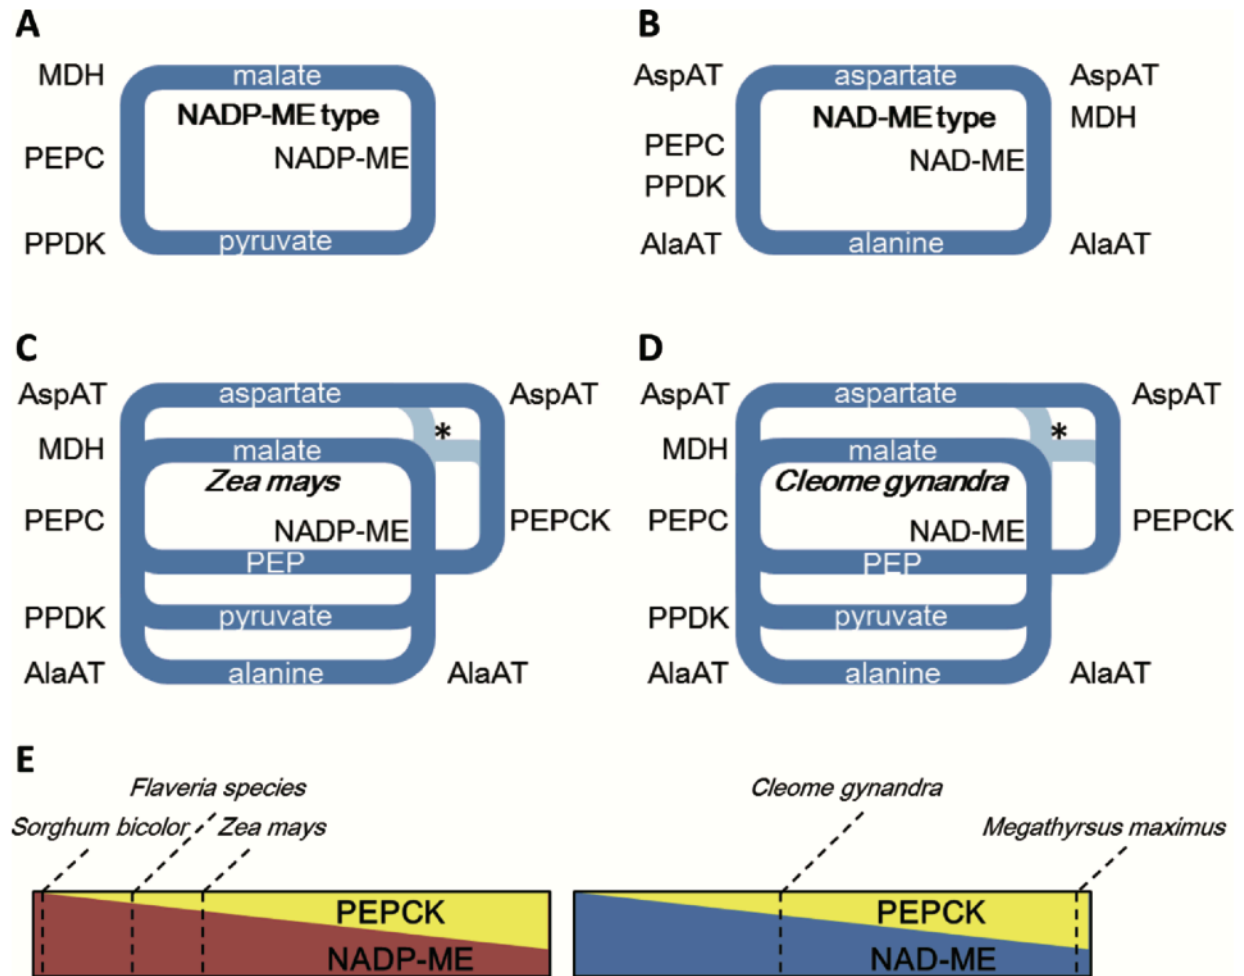 A
MDH
malate
NADP-ME type
PEPC
NADP-ME
PPDK
pyruvate
B
AspAT
aspartate
AspAT
NAD-ME type
MDH
PEPC
NAD-ME
PPDK
AlaAT
alanine
AlaAT
C
AspAT
aspartate
AspAT
*
MDH
malate
Zea mays
PEPC
NADP-ME
PEPCK
PEP
PPDK
pyruvate
AlaAT
alanine
AlaAT
D
AspAT
aspartate
AspAT
*
MDH
malate
Cleome gynandra
PEPC
NAD-ME
PEPCK
PEP
PPDK
pyruvate
AlaAT
alanine
AlaAT
E
Flaveria species
Sorghum bicolor
Zea mays
PEPCK
NADP-ME
Cleome gynandra
Megathyrsus maximus
PEPCK
NAD-ME